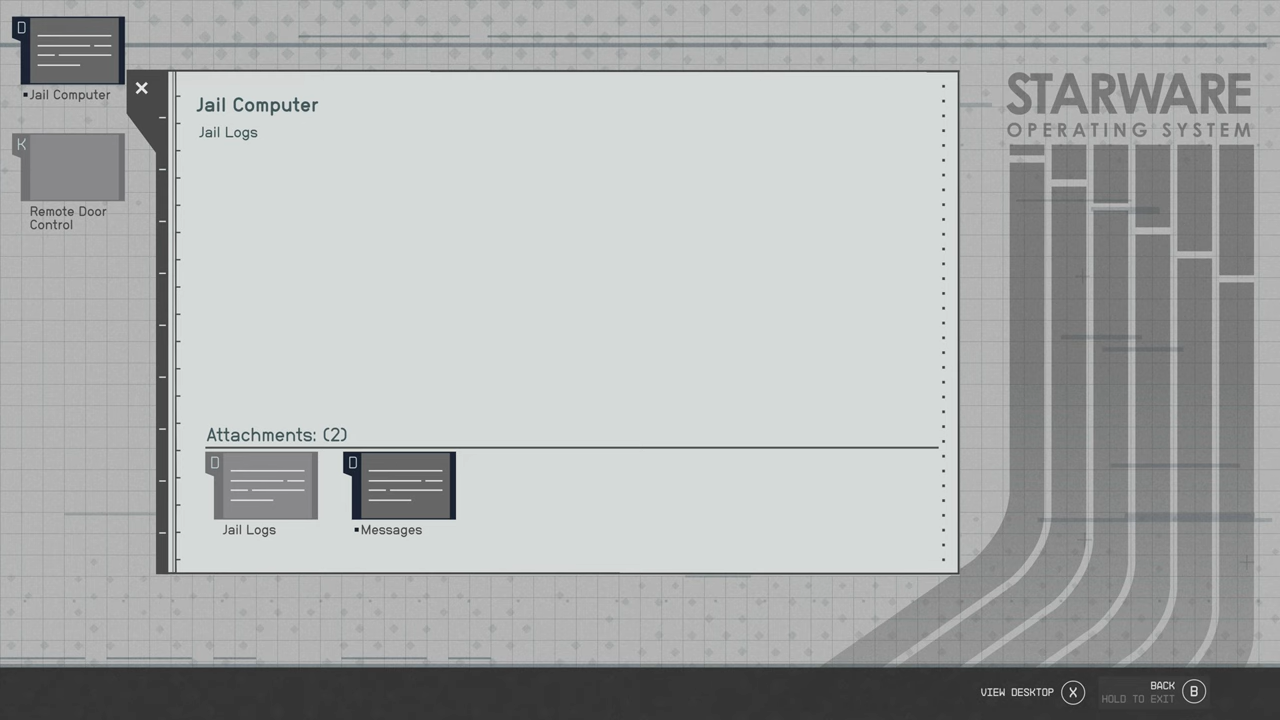 D
▪Jail Computer
K
Remote Door
Control
×
Jail Computer
Jail Logs
Attachments: (2)
D
Jail Logs
D
▪Messages
STARWARE
OPERATING SYSTEM
VIEW DESKTOP X
BACK
HOLD TO EXIT
B